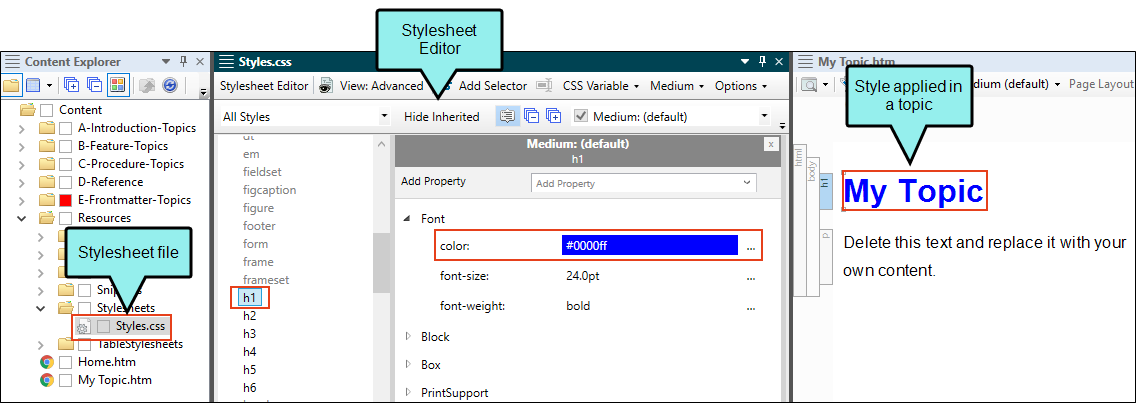 Stylesheet
Editor
Content Explorer
Styles.css
My Topic.htm
Stylesheet Editor
View: Advanced
Add Selector
CSS Variable
Medium
Options
Medium (default)
Page Layou
Style applied in
a topic
All Styles
Hide Inherited
Medium: (default)
Content
A-Introduction-Topics
B-Feature-Topics
C-Procedure-Topics
D-Reference
E-Frontmatter-Topics
Resources
Stylesheet file
Stylesheets
Styles.css
TableStylesheets
Home.htm
My Topic.htm
em
fieldset
figcaption
figure
footer
form
frame
frameset
h1
h2
h3
h4
h5
h6
Medium: (default)
h1
Add Property
Add Property
Font
color:
#0000ff
...
font-size:
24.0pt
...
font-weight:
bold
...
Block
Box
PrintSupport
html
body
h1
p
My Topic
Delete this text and replace it with your
own content.